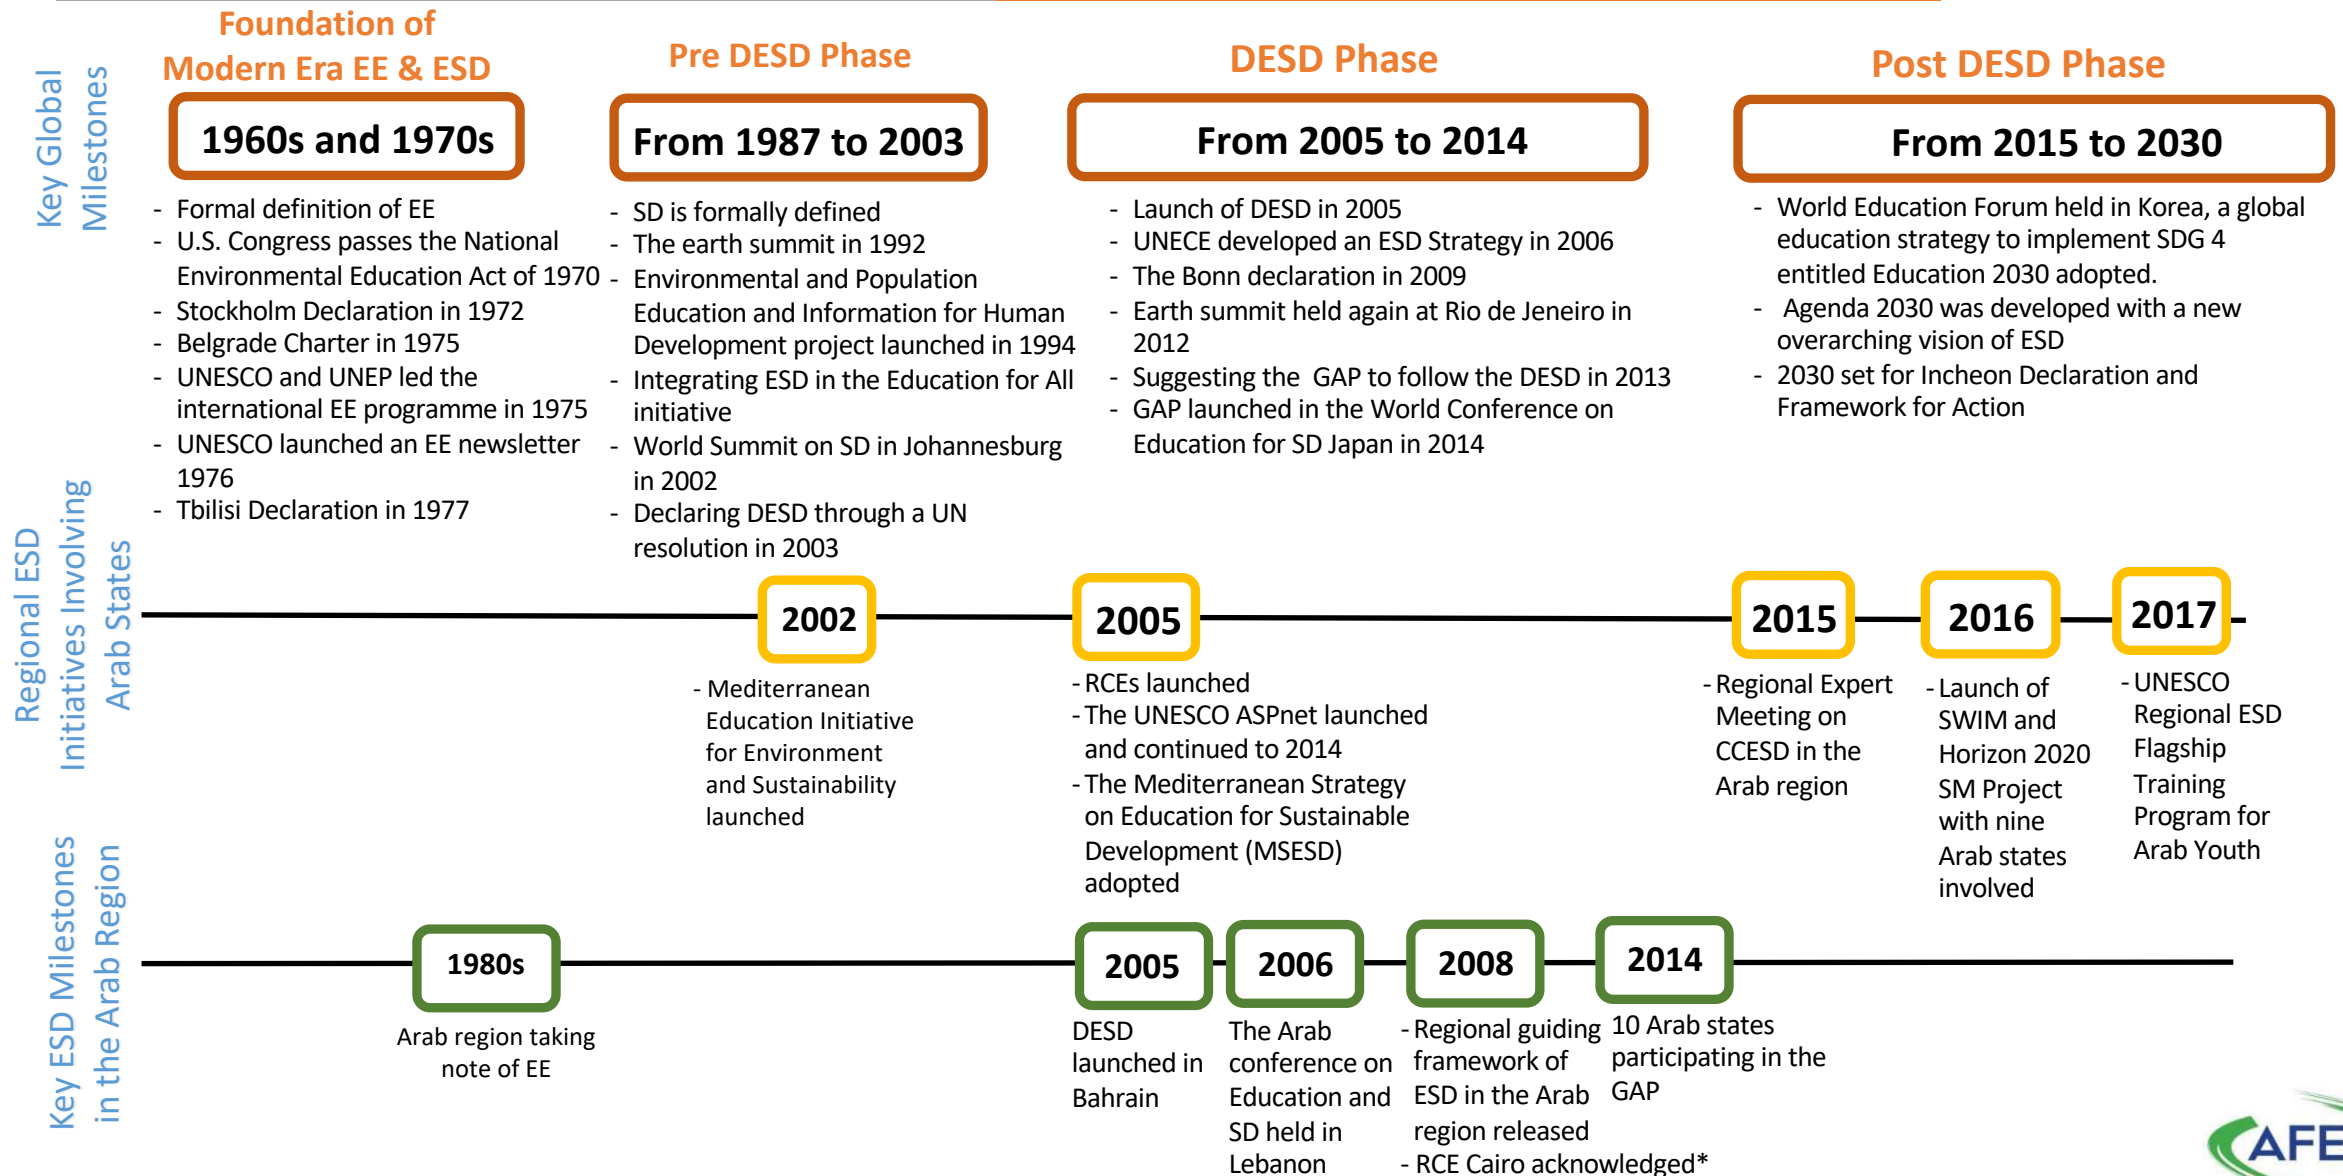 Foundation of
Modern Era EE & ESD
Pre DESD Phase
DESD Phase
Post DESD Phase
Key Global
Milestones
1960s and 1970s
From 1987 to 2003
From 2005 to 2014
From 2015 to 2030
- Formal definition of EE
- U.S. Congress passes the National
Environmental Education Act of 1970
- Stockholm Declaration in 1972
- Belgrade Charter in 1975
- UNESCO and UNEP led the
international EE programme in 1975
- UNESCO launched an EE newsletter
1976
- Tbilisi Declaration in 1977
- SD is formally defined
- The earth summit in 1992
- Environmental and Population
Education and Information for Human
Development project launched in 1994
- Integrating ESD in the Education for All
initiative
- World Summit on SD in Johannesburg
in 2002
- Declaring DESD through a UN
resolution in 2003
- Launch of DESD in 2005
- UNECE developed an ESD Strategy in 2006
- The Bonn declaration in 2009
- Earth summit held again at Rio de Jeneiro in
2012
- Suggesting the GAP to follow the DESD in 2013
- GAP launched in the World Conference on
Education for SD Japan in 2014
- World Education Forum held in Korea, a global
education strategy to implement SDG 4
entitled Education 2030 adopted.
- Agenda 2030 was developed with a new
overarching vision of ESD
- 2030 set for Incheon Declaration and
Framework for Action
Regional ESD
Initiatives Involving
Arab States
2002
2005
2015
2016
2017
- Mediterranean
Education Initiative
for Environment
and Sustainability
launched
- RCEs launched
- The UNESCO ASPnet launched
and continued to 2014
- The Mediterranean Strategy
on Education for Sustainable
Development (MSESD)
adopted
- Regional Expert
Meeting on
CCESD in the
Arab region
- Launch of
SWIM and
Horizon 2020
SM Project
with nine
Arab states
involved
- UNESCO
Regional ESD
Flagship
Training
Program for
Arab Youth
Key ESD Milestones
in the Arab Region
1980s
2005
2006
2008
2014
Arab region taking
note of EE
DESD
launched in
Bahrain
The Arab
conference on
Education and
SD held in
Lebanon
- Regional guiding
framework of
ESD in the Arab
region released
- RCE Cairo acknowledged*
10 Arab states
participating in the
GAP
AFE